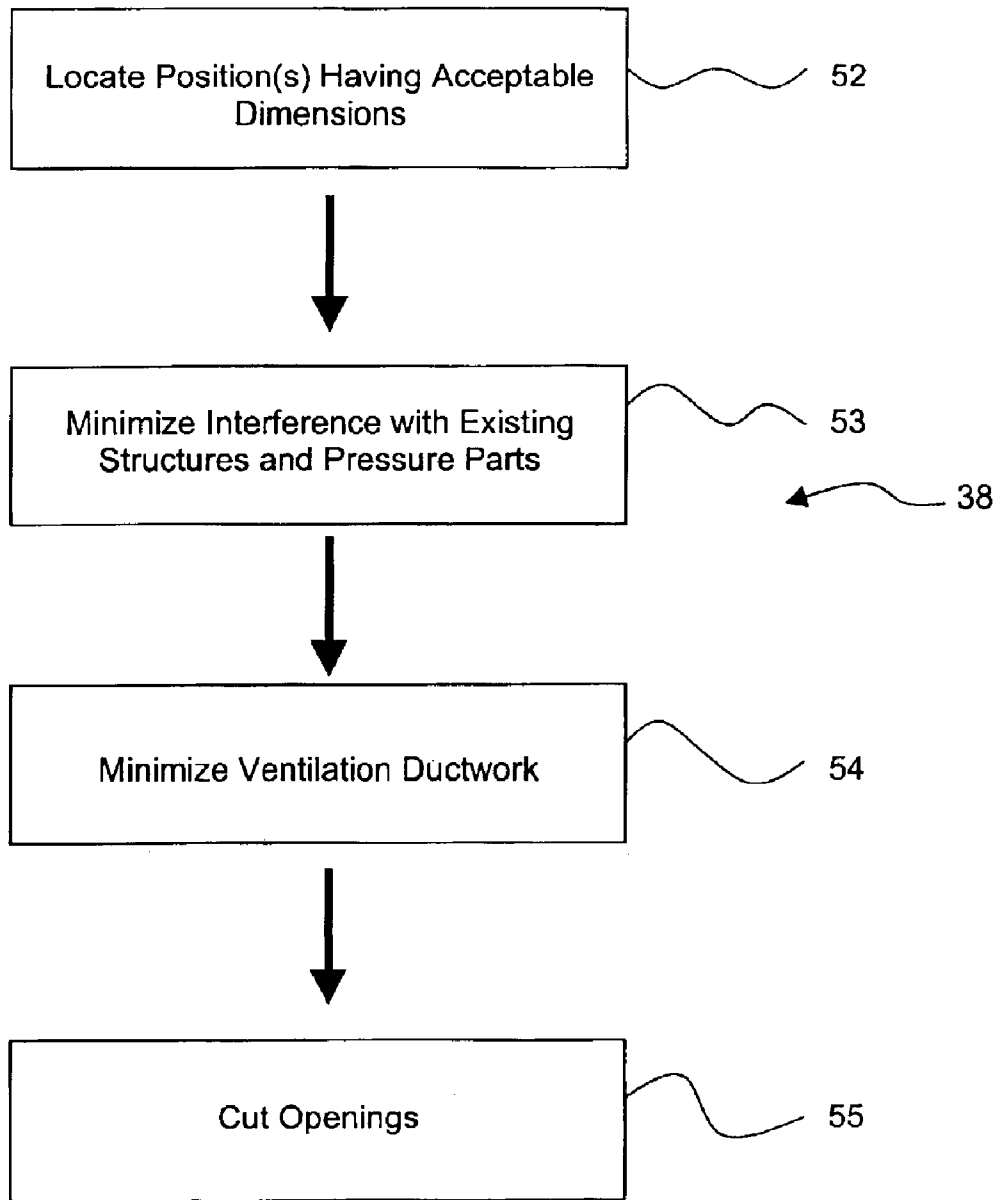 Locate Position(s) Having Acceptable
Dimensions
52
Minimize Interference with Existing
Structures and Pressure Parts
53
38
Minimize Ventilation Ductwork
54
Cut Openings
55